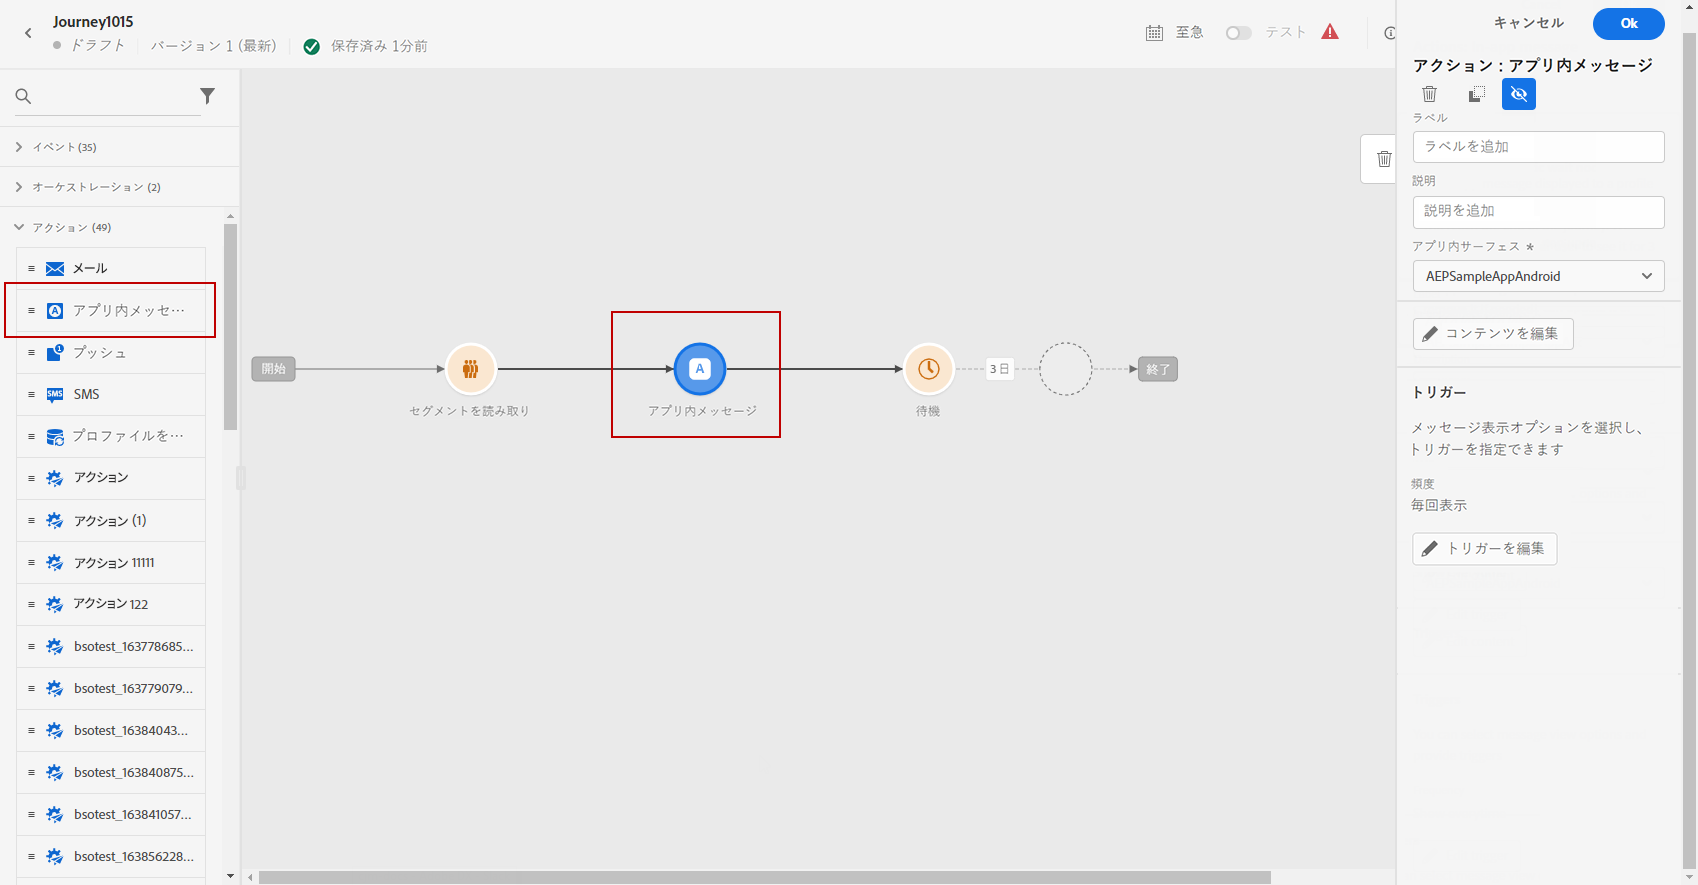 Journey1015
ドラフト
バージョン 1 (最新)
保存済み 1分前
至急
テスト
キャンセル
Ok
イベント (35)
オーケストレーション (2)
アクション (49)
メール
アプリ内メッセ…
プッシュ
SMS
SMS
プロファイルを…
アクション
アクション (1)
アクション 11111
アクション 122
bsotest_163778685...
bsotest_163779079...
bsotest_16384043...
bsotest_163840875...
bsotest_163841057...
bsotest_163856228...
開始
セグメントを読み取り
A
アプリ内メッセージ
待機
3 日
終了
アクション : アプリ内メッセージ
ラベル
ラベルを追加
説明
説明を追加
アプリ内サーフェス *
AEPSampleAppAndroid
コンテンツを編集
トリガー
メッセージ表示オプションを選択し、
トリガーを指定できます
頻度
毎回表示
トリガーを編集